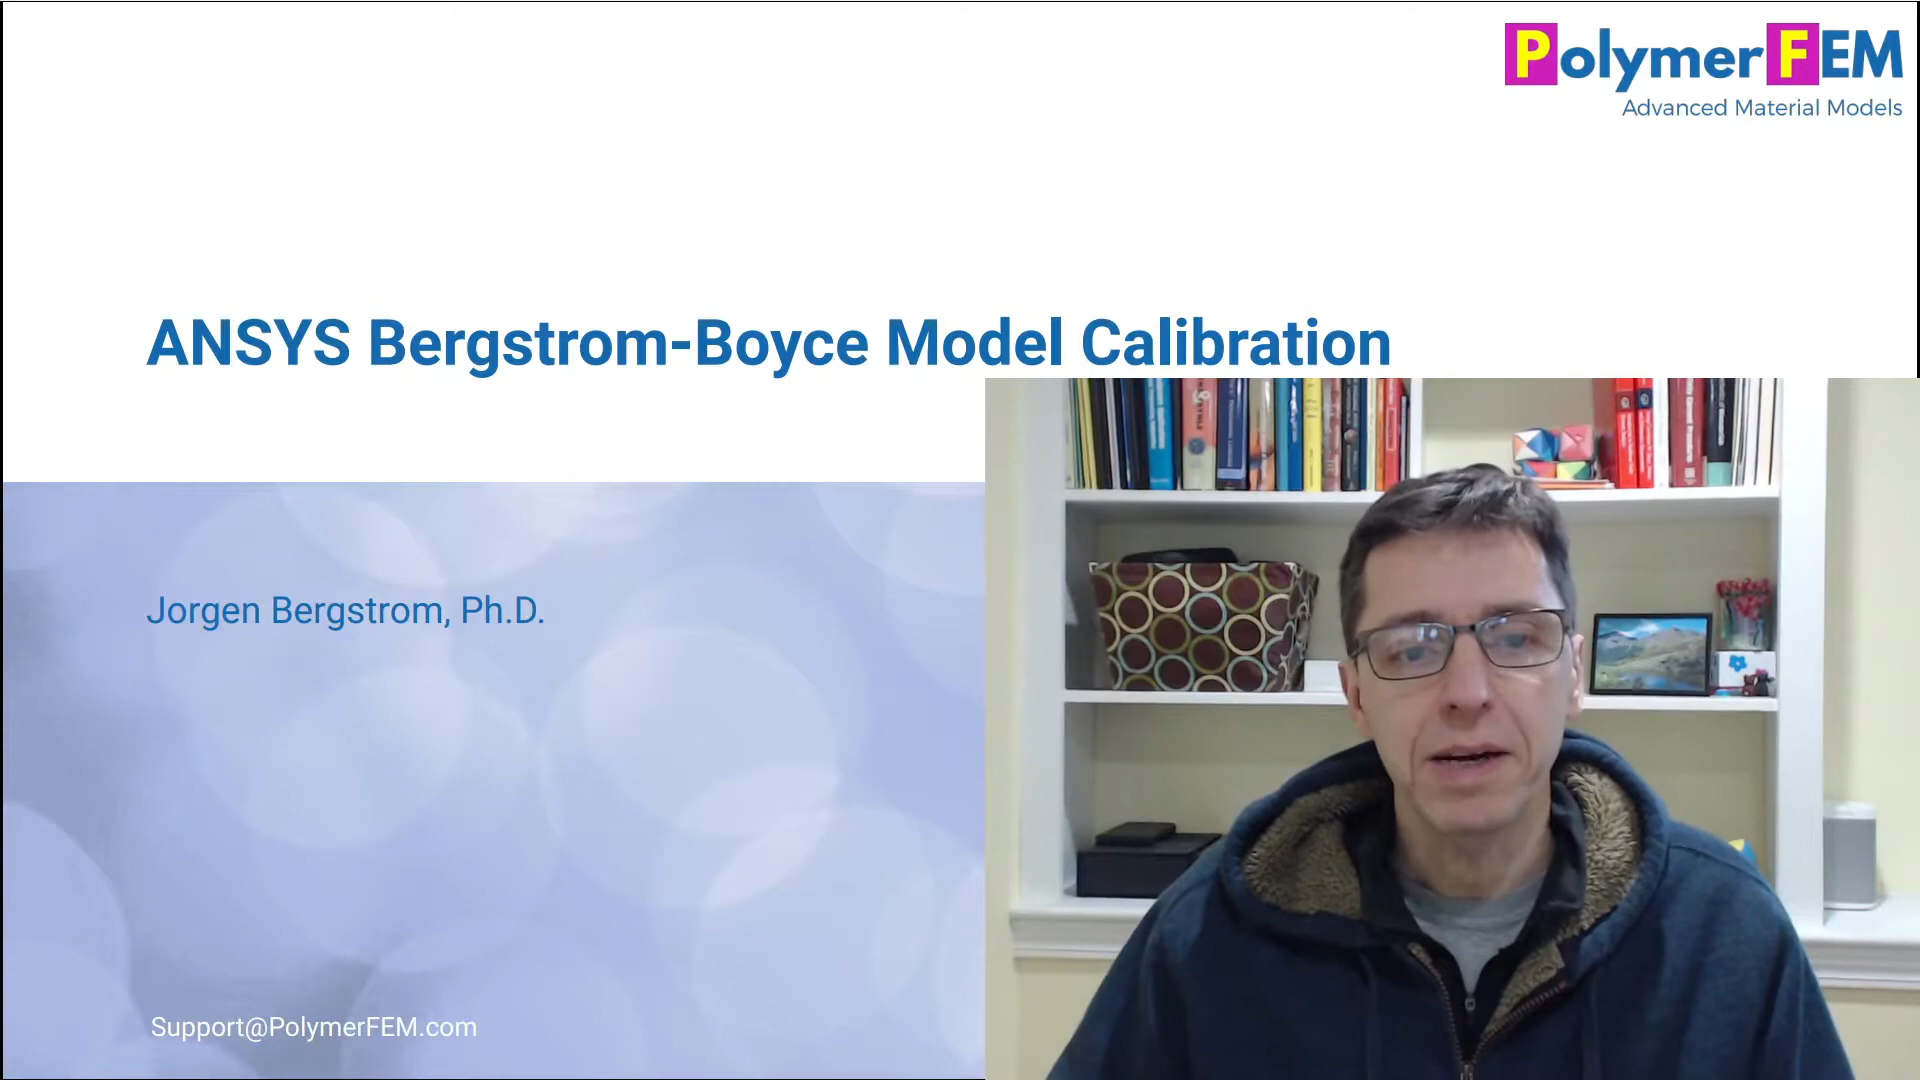 PolymerFEM
Advanced Material Models
ANSYS Bergstrom-Boyce Model Calibration
Jorgen Bergstrom, Ph.D.
Support@PolymerFEM.com